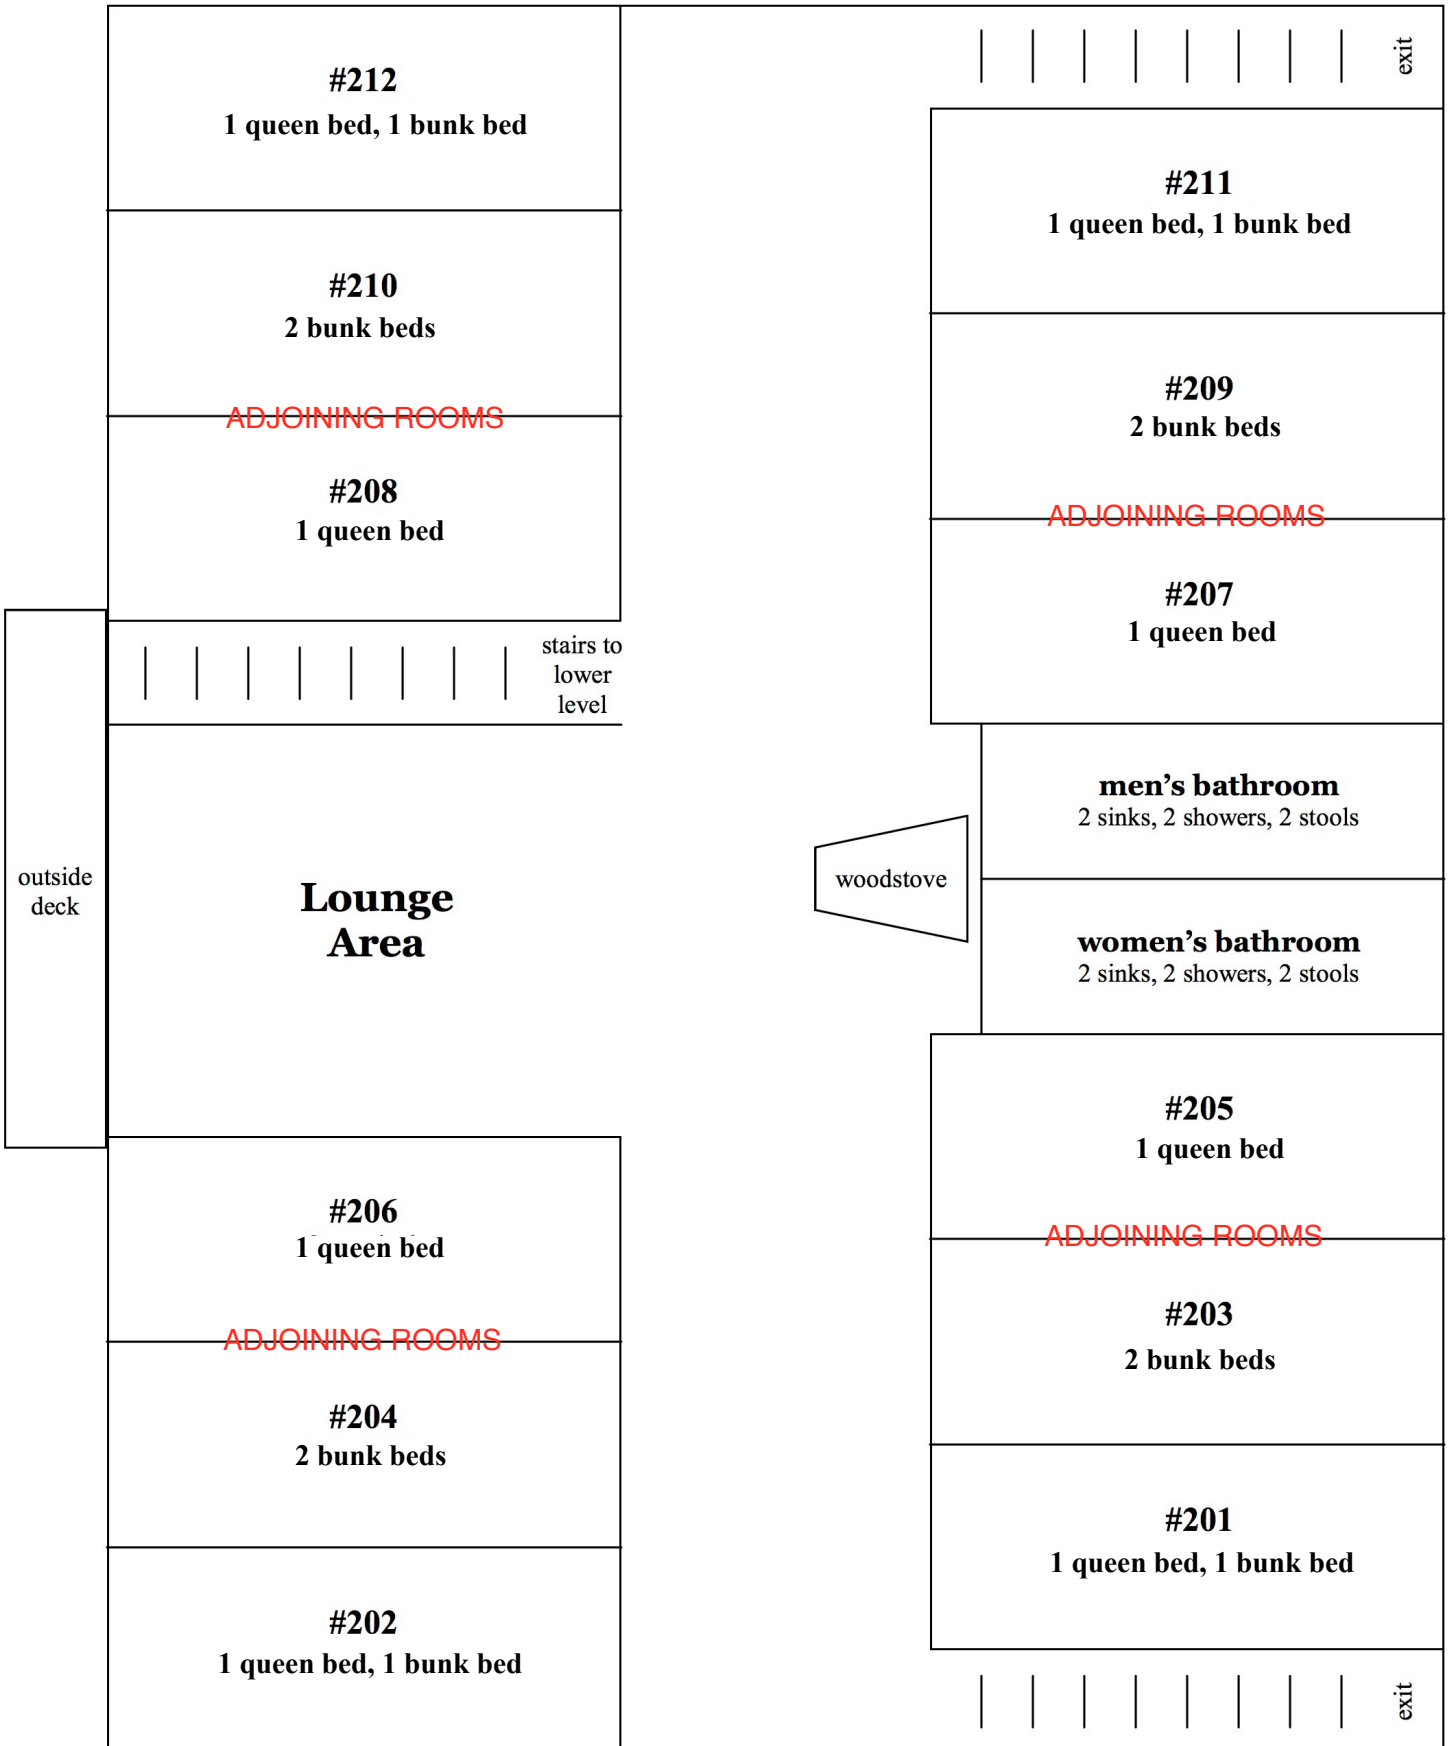 #212
1 queen bed, 1 bunk bed
#210
2 bunk beds
ADJOINING ROOMS
#208
1 queen bed
stairs to
lower
level
outside
deck
Lounge
Area
#206
1 queen bed
ADJOINING ROOMS
#204
2 bunk beds
#202
1 queen bed, 1 bunk bed
exit
#211
1 queen bed, 1 bunk bed
#209
2 bunk beds
ADJOINING ROOMS
#207
1 queen bed
men’s bathroom
2 sinks, 2 showers, 2 stools
woodstove
women’s bathroom
2 sinks, 2 showers, 2 stools
#205
1 queen bed
ADJOINING ROOMS
#203
2 bunk beds
#201
1 queen bed, 1 bunk bed
exit